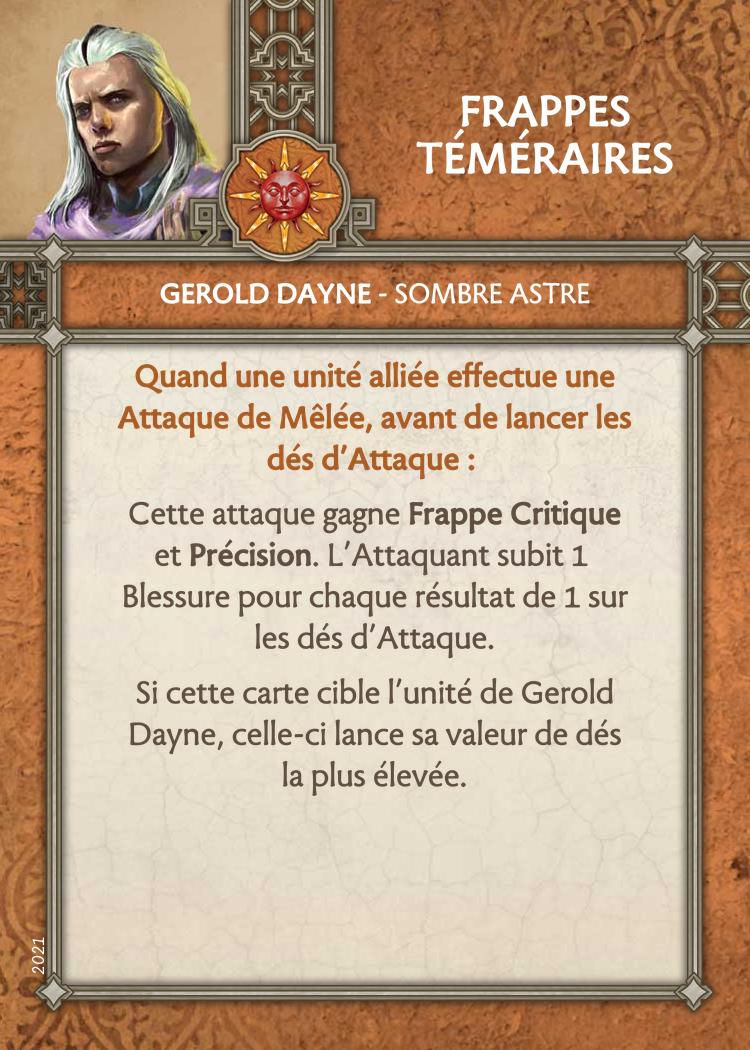 FRAPPES
TÉMÉRAIRES
GEROLD DAYNE - SOMBRE ASTRE
Quand une unité alliée effectue une
Attaque de Mêlée, avant de lancer les
dés d'Attaque :
Cette attaque gagne Frappe Critique
et Précision. L'Attaquant subit 1
Blessure pour chaque résultat de 1 sur
les dés d'Attaque.
Si cette carte cible l'unité de Gerold
Dayne, celle-ci lance sa valeur de dés
la plus élevée.
2021